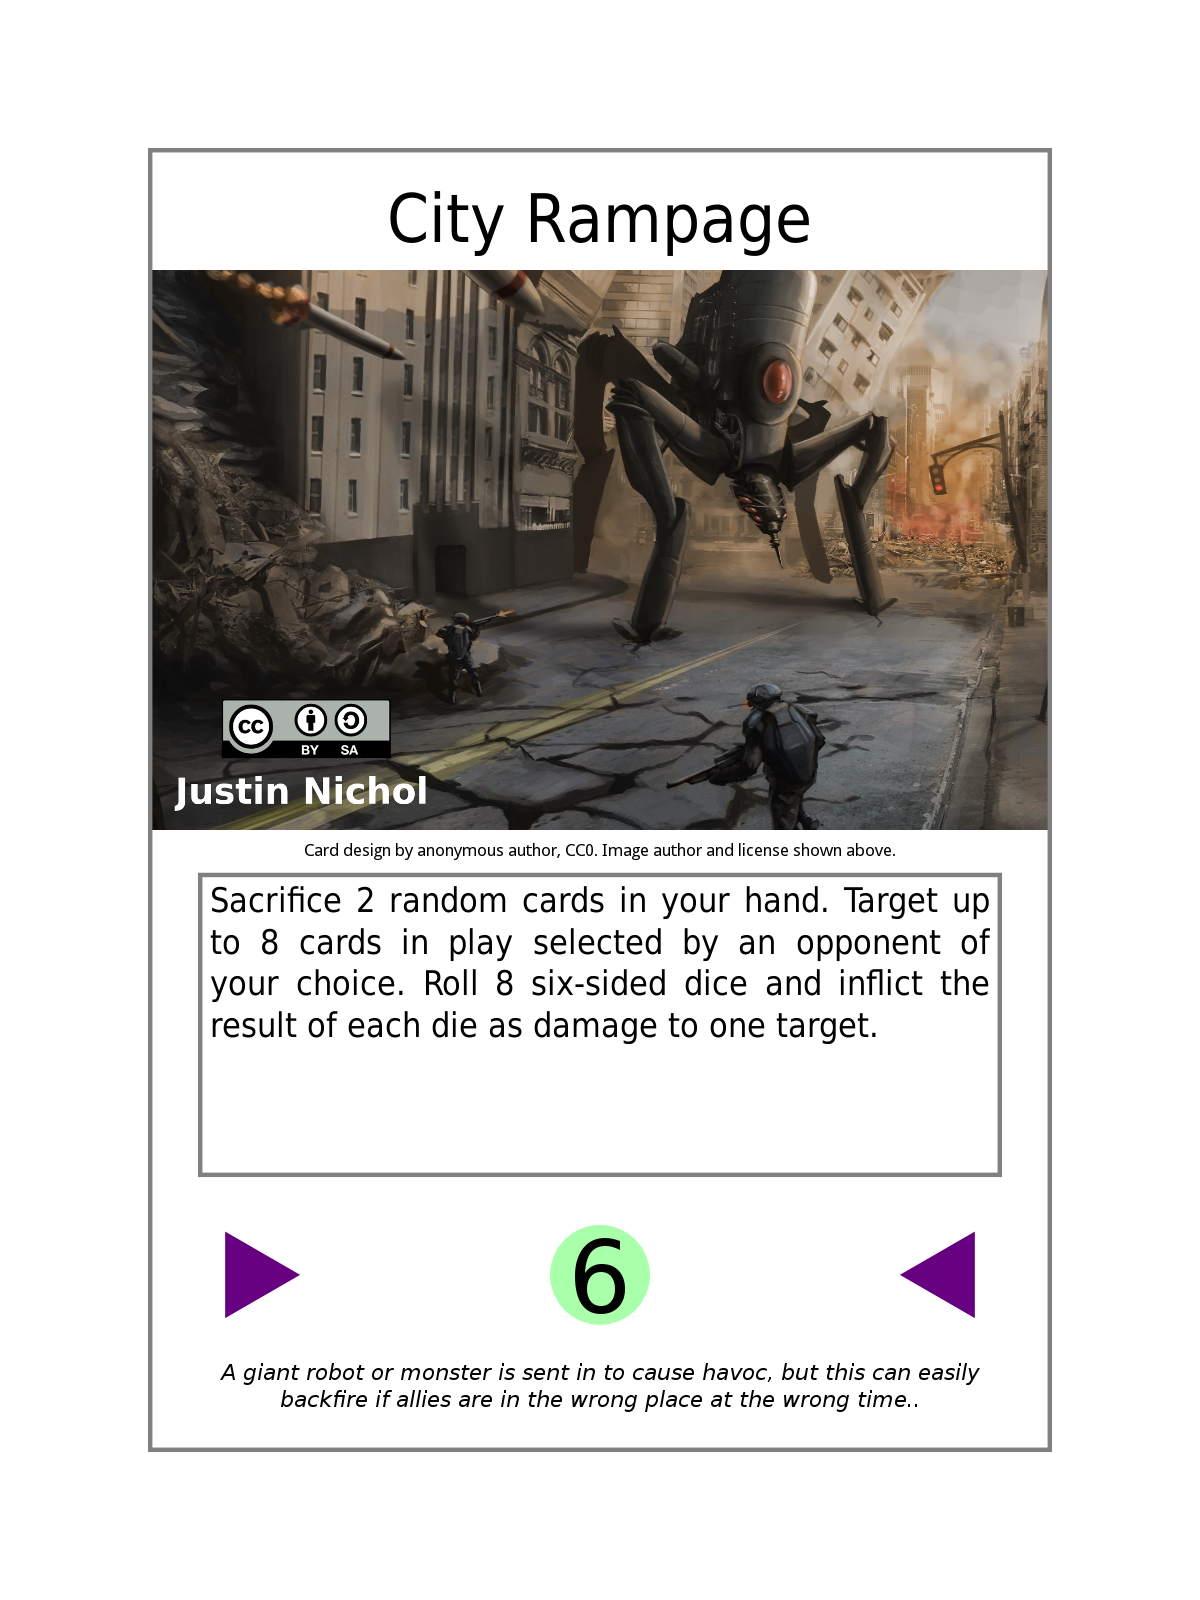 City Rampage
cc
BY SA
Justin Nichol
Card design by anonymous author, CC0. Image author and license shown above.
Sacrifice 2 random cards in your hand. Target up
to 8 cards in play selected by an opponent of
your choice. Roll 8 six-sided dice and inflict the
result of each die as damage to one target.
6
A giant robot or monster is sent in to cause havoc, but this can easily
backfire if allies are in the wrong place at the wrong time..